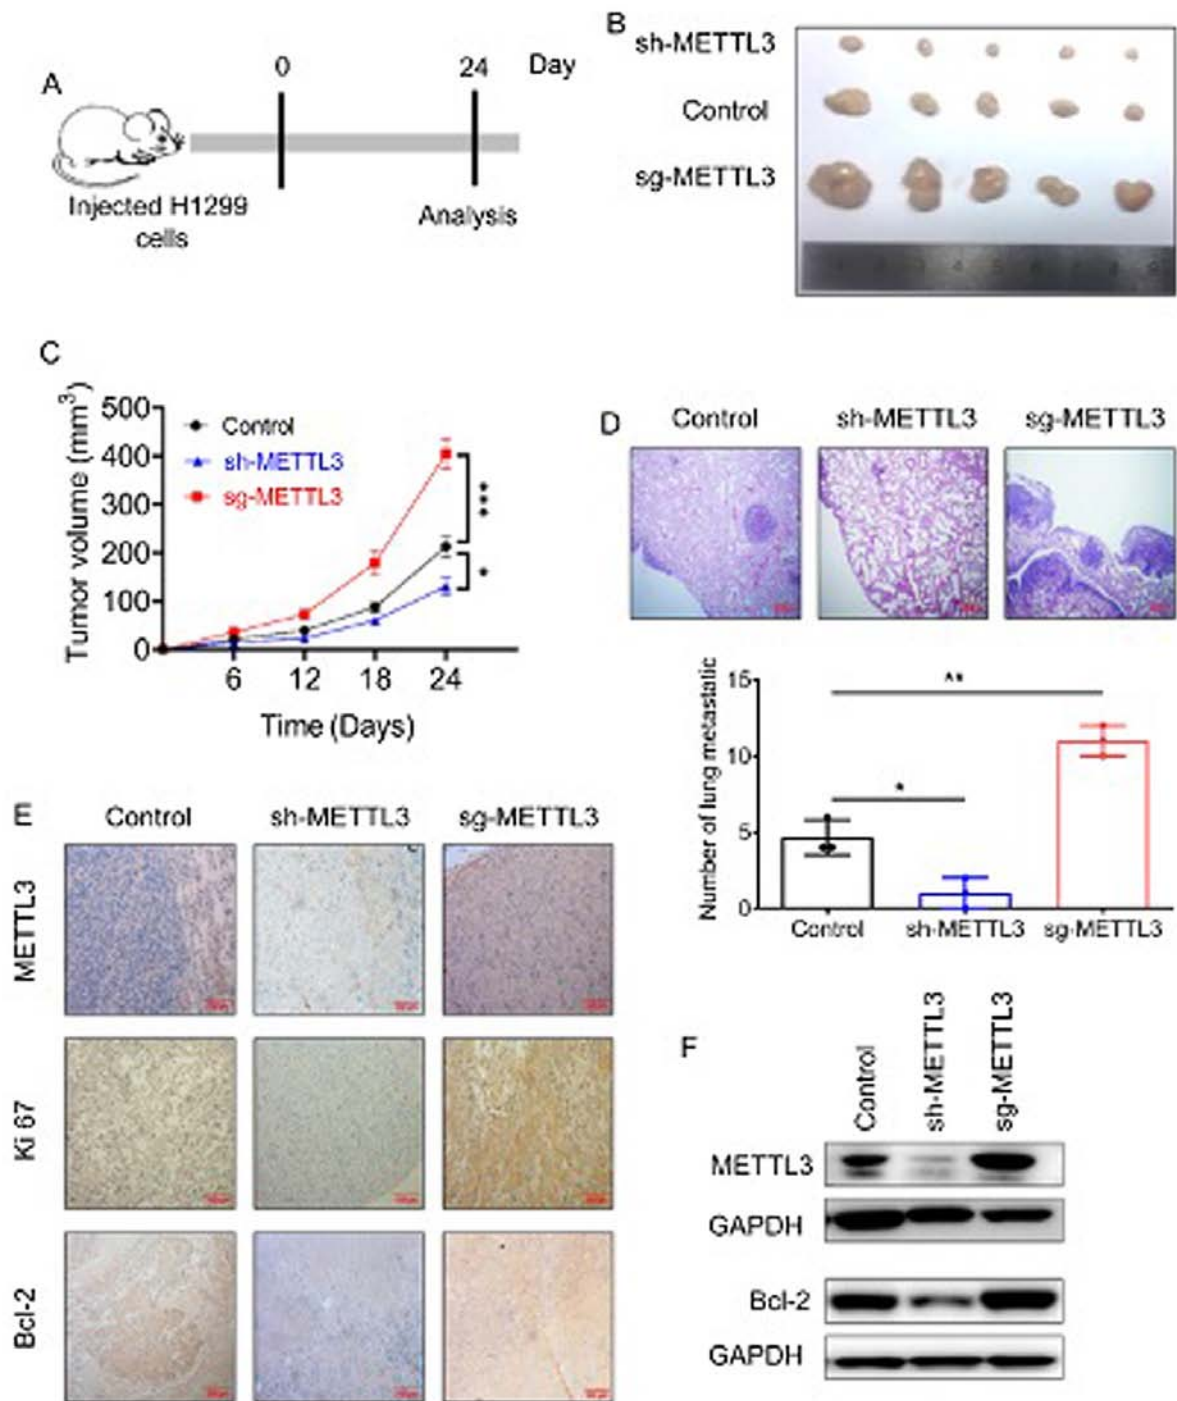 A
0
24
Day
Injected H1299
cells
Analysis
B
sh-METTL3
Control
sg-METTL3
C
Tumor volume (mm³)
500
400
300
200
100
0
Control
sh-METTL3
sg-METTL3
***
*
6
12
18
24
Time (Days)
D
Control
sh-METTL3
sg-METTL3
Number of lung metastatic
15
10
5
0
**
*
Control
sh-METTL3
sg-METTL3
E
Control
sh-METTL3
sg-METTL3
METTL3
Ki 67
Bcl-2
F
Control
sh-METTL3
sg-METTL3
METTL3
GAPDH
Bcl-2
GAPDH